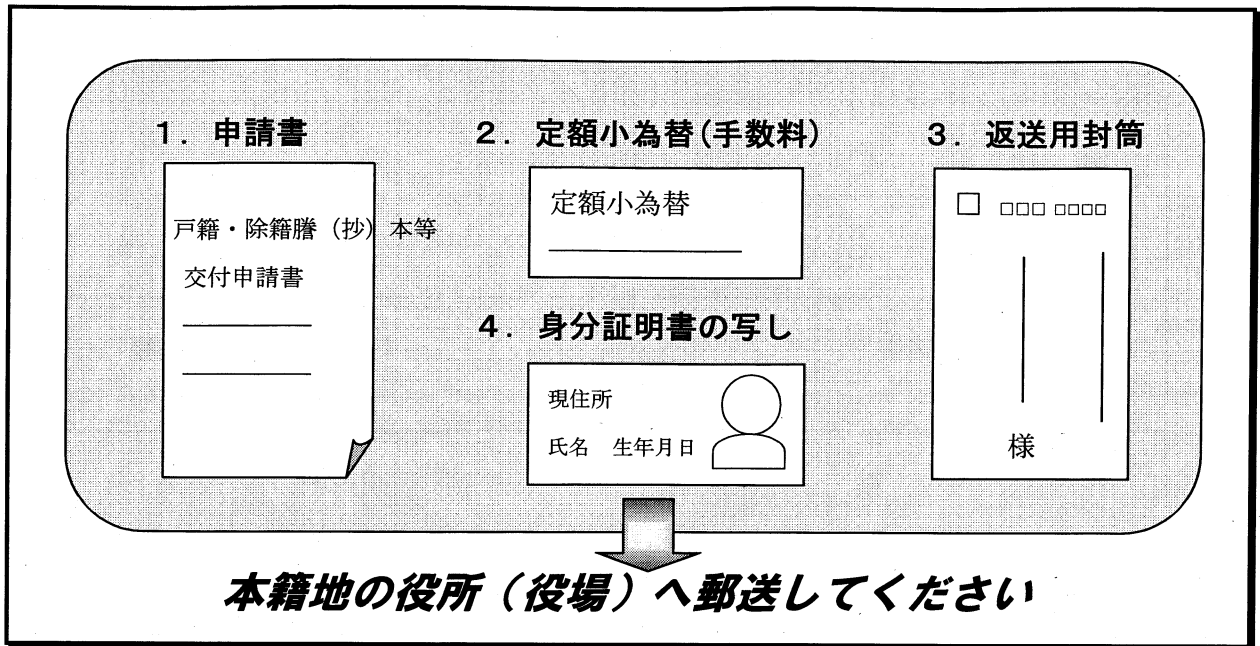 1. 申請書
戸籍・除籍謄（抄）本等
交付申請書
2. 定額小為替(手数料)
定額小為替
3. 返送用封筒
□ □□□ □□□□
様
4. 身分証明書の写し
現住所
氏名 生年月日
本籍地の役所（役場）へ郵送してください